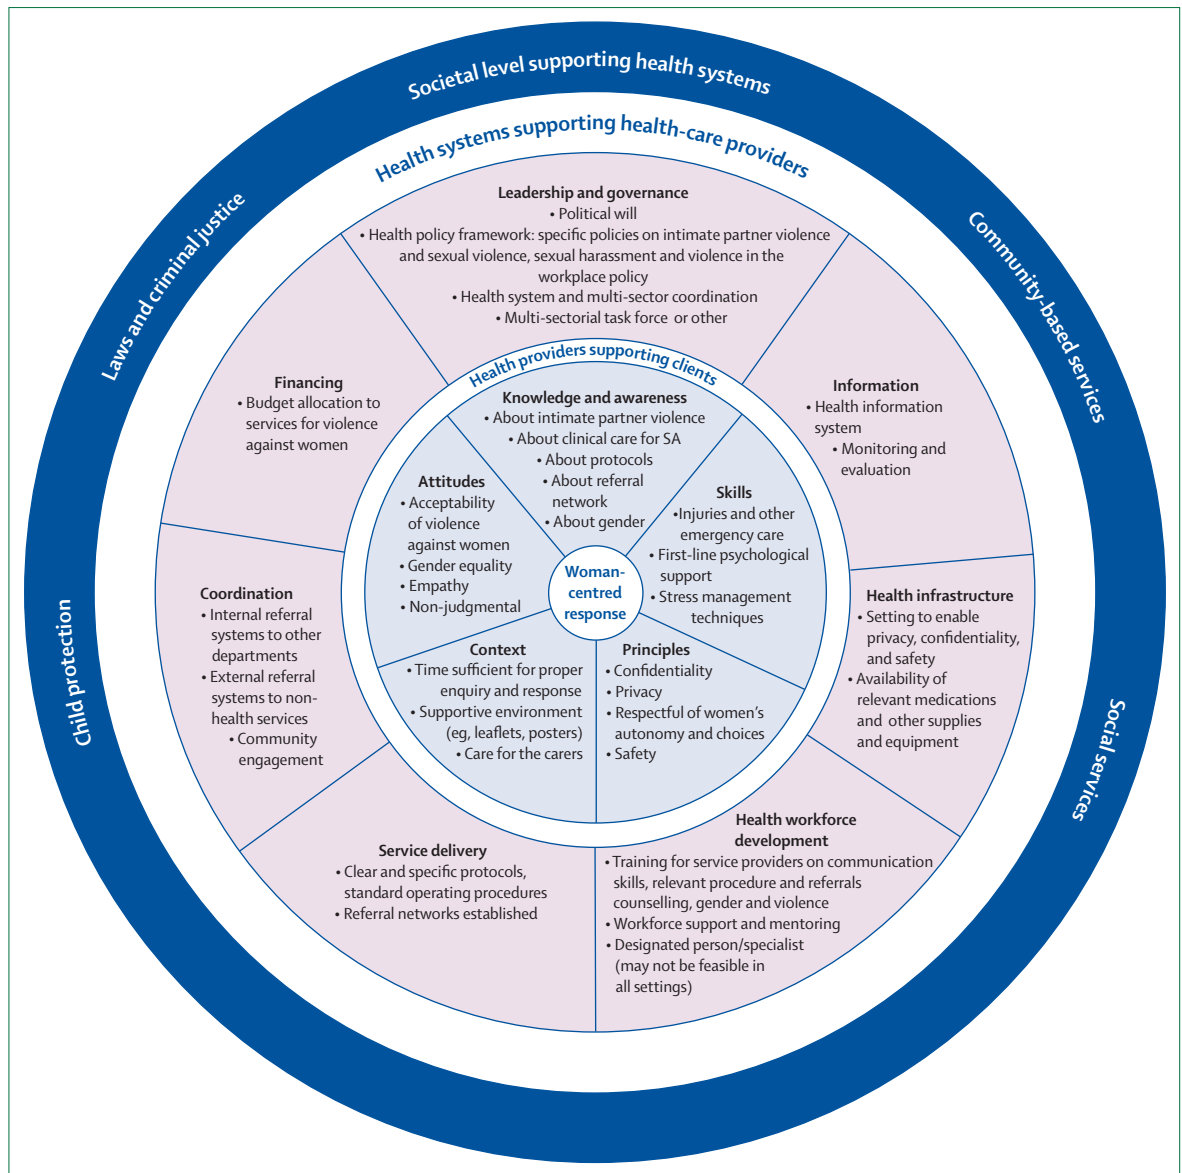 Societal level supporting health systems
Laws and criminal justice
Child protection
Community-based services
Social services
Health systems supporting health-care providers
Leadership and governance
• Political will
• Health policy framework: specific policies on intimate partner violence
and sexual violence, sexual harassment and violence in the
workplace policy
• Health system and multi-sector coordination
• Multi-sectorial task force or other
Information
• Health information
system
• Monitoring and
evaluation
Health infrastructure
• Setting to enable
privacy, confidentiality,
and safety
• Availability of
relevant medications
and other supplies
and equipment
Health workforce
development
• Training for service providers on communication
skills, relevant procedure and referrals
counselling, gender and violence
• Workforce support and mentoring
• Designated person/specialist
(may not be feasible in
all settings)
Service delivery
• Clear and specific protocols,
standard operating procedures
• Referral networks established
Coordination
• Internal referral
systems to other
departments
• External referral
systems to non-
health services
• Community
engagement
Financing
• Budget allocation to
services for violence
against women
Health providers supporting clients
Knowledge and awareness
• About intimate partner violence
• About clinical care for SA
• About protocols
• About referral
network
• About gender
Skills
•Injuries and other
emergency care
• First-line psychological
support
• Stress management
techniques
Principles
• Confidentiality
• Privacy
• Respectful of women's
autonomy and choices
• Safety
Context
• Time sufficient for proper
enquiry and response
• Supportive environment
(eg, leaflets, posters)
• Care for the carers
Attitudes
• Acceptability
of violence
against women
• Gender equality
• Empathy
• Non-judgmental
Woman-
centred
response